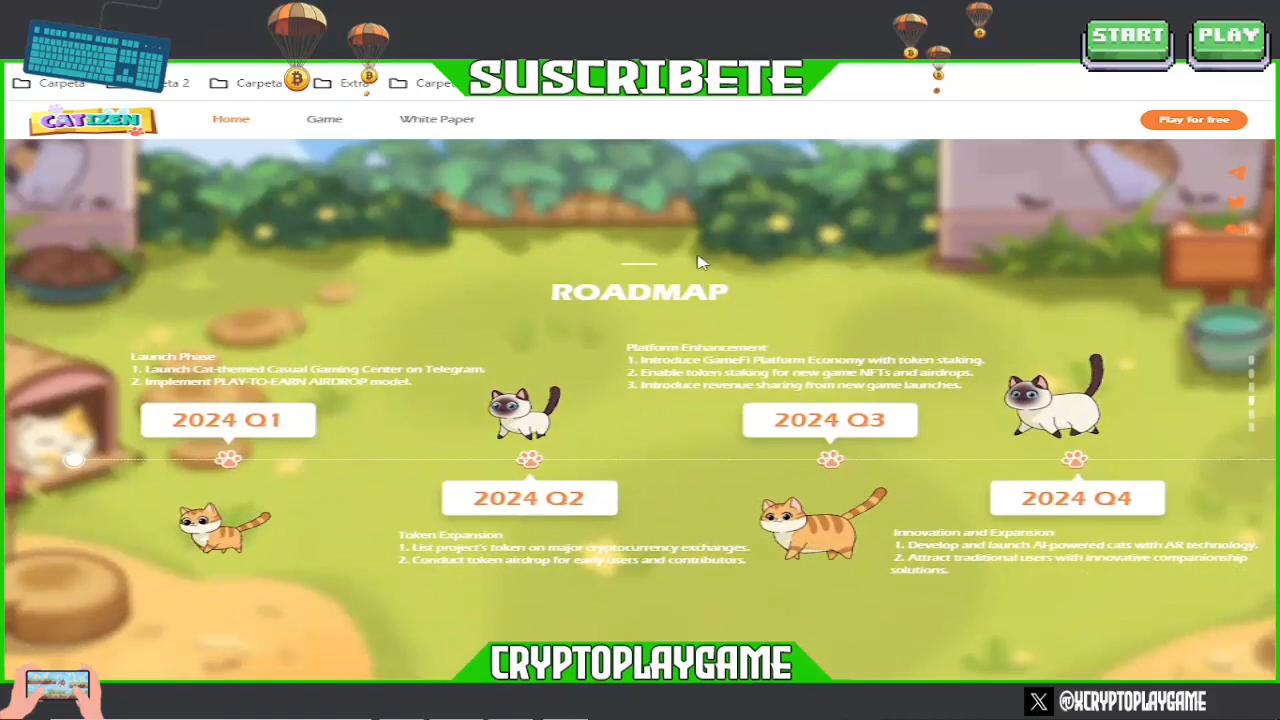 START
PLAY
SUSCRIBETE
Carpeta
ta 2
Carpeta
Extra
Carpe
CATIZEN
Home
Game
White Paper
Play for free
ROADMAP
Launch Phase
1. Launch Cat-themed Casual Gaming Center on Telegram.
2. Implement PLAY-TO-EARN AIRDROP model.
2024 Q1
Platform Enhancement
1. Introduce GameFi Platform Economy with token staking.
2. Enable token staking for new game NFTs and airdrops.
3. Introduce revenue sharing from new game launches.
2024 Q3
2024 Q2
Token Expansion
1. List project's token on major cryptocurrency exchanges.
2. Conduct token airdrop for early users and contributors.
2024 Q4
Innovation and Expansion
1. Develop and launch AI-powered cats with AR technology.
2. Attract traditional users with innovative companionship
solutions.
CRYPTOPLAYGAME
X @XCRYPTOPLAYGAME